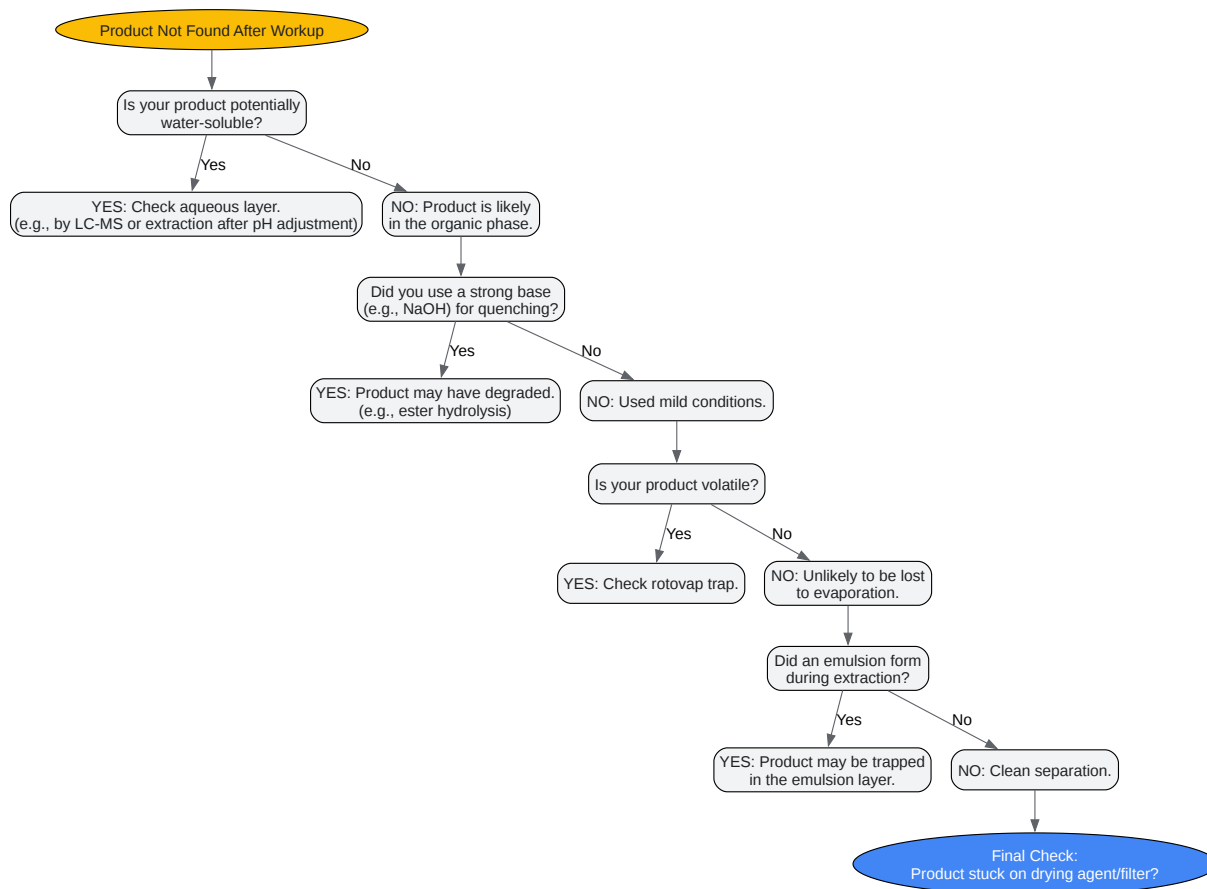 Product Not Found After Workup
Is your product potentially
water-soluble?
Yes
No
YES: Check aqueous layer.
(e.g., by LC-MS or extraction after pH adjustment)
NO: Product is likely
in the organic phase.
Did you use a strong base
(e.g., NaOH) for quenching?
Yes
No
YES: Product may have degraded.
(e.g., ester hydrolysis)
NO: Used mild conditions.
Is your product volatile?
Yes
No
YES: Check rotovap trap.
NO: Unlikely to be lost
to evaporation.
Did an emulsion form
during extraction?
Yes
No
YES: Product may be trapped
in the emulsion layer.
NO: Clean separation.
Final Check:
Product stuck on drying agent/filter?